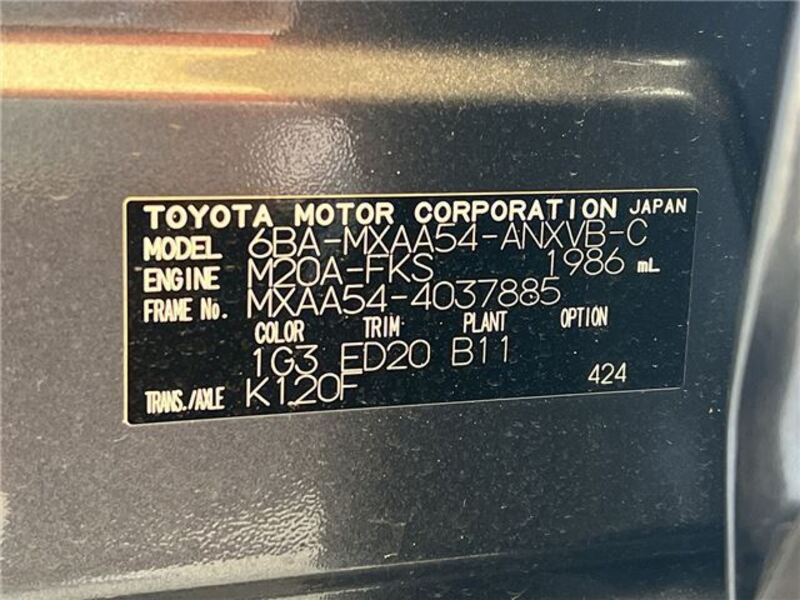 TOYOTA MOTOR CORPORATION JAPAN
MODEL 6BA-MXAA54-ANXVB-C
ENGINE M20A-FKS 1986 mL
FRAME No. MXAA54-4037885
COLOR TRIM PLANT OPTION
1G3 ED20 B11
TRANS./AXLE K120F 424